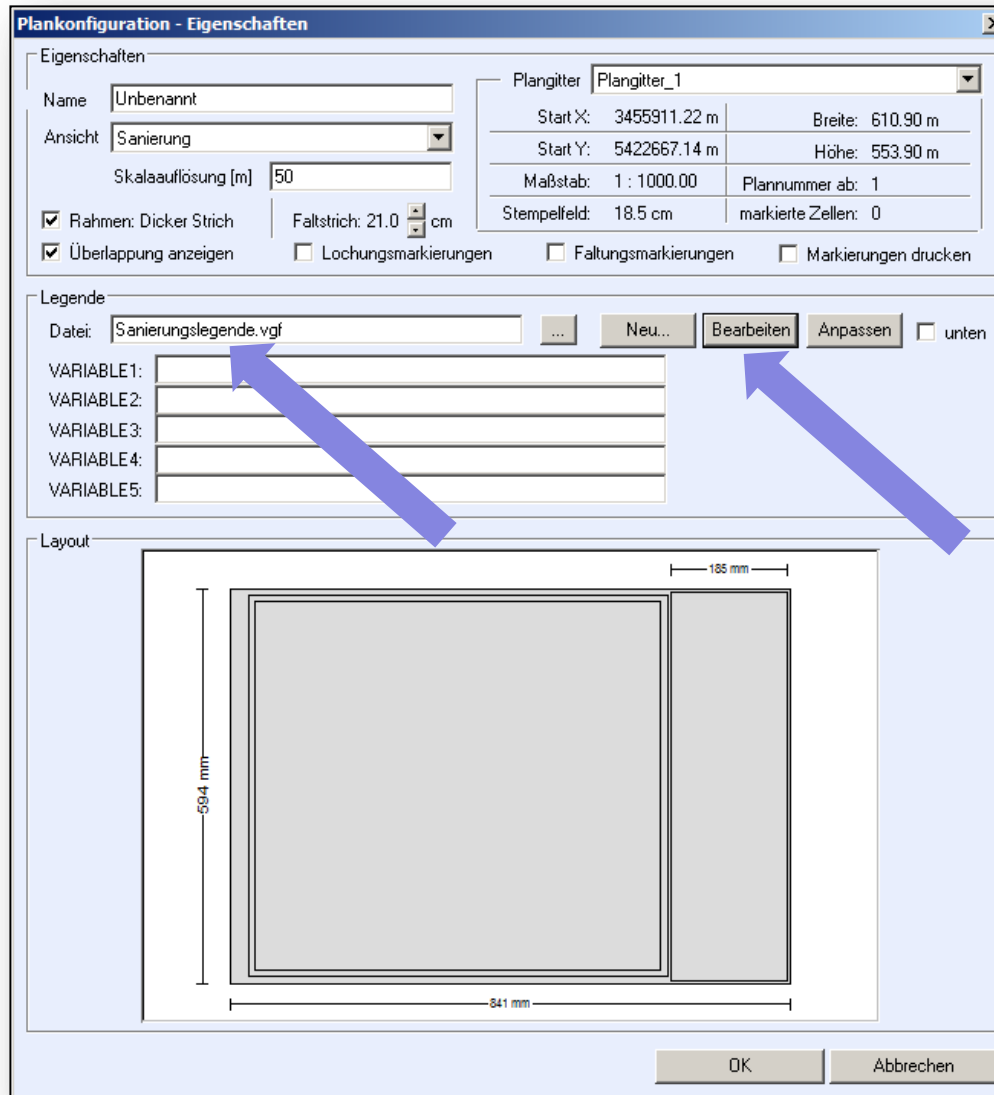 Plankonfiguration - Eigenschaften
Eigenschaften
Name Unbenannt
Ansicht Sanierung
Skalaauflösung [m] 50
Rahmen: Dicker Strich Faltstrich: 21.0 cm
Plangitter Plangitter_1
Start X: 3455911.22 m Breite: 610.90 m
Start Y: 5422667.14 m Höhe: 553.90 m
Maßstab: 1 : 1000.00 Plannummer ab: 1
Stempelfeld: 18.5 cm markierte Zellen: 0
Überlappung anzeigen Lochungsmarkierungen Faltungsmarkierungen Markierungen drucken
Legende
Datei: Sanierungslegende.vgf ... Neu... Bearbeiten Anpassen unten
VARIABLE1:
VARIABLE2:
VARIABLE3:
VARIABLE4:
VARIABLE5:
Layout
185 mm
594 mm
841 mm
OK Abbrechen